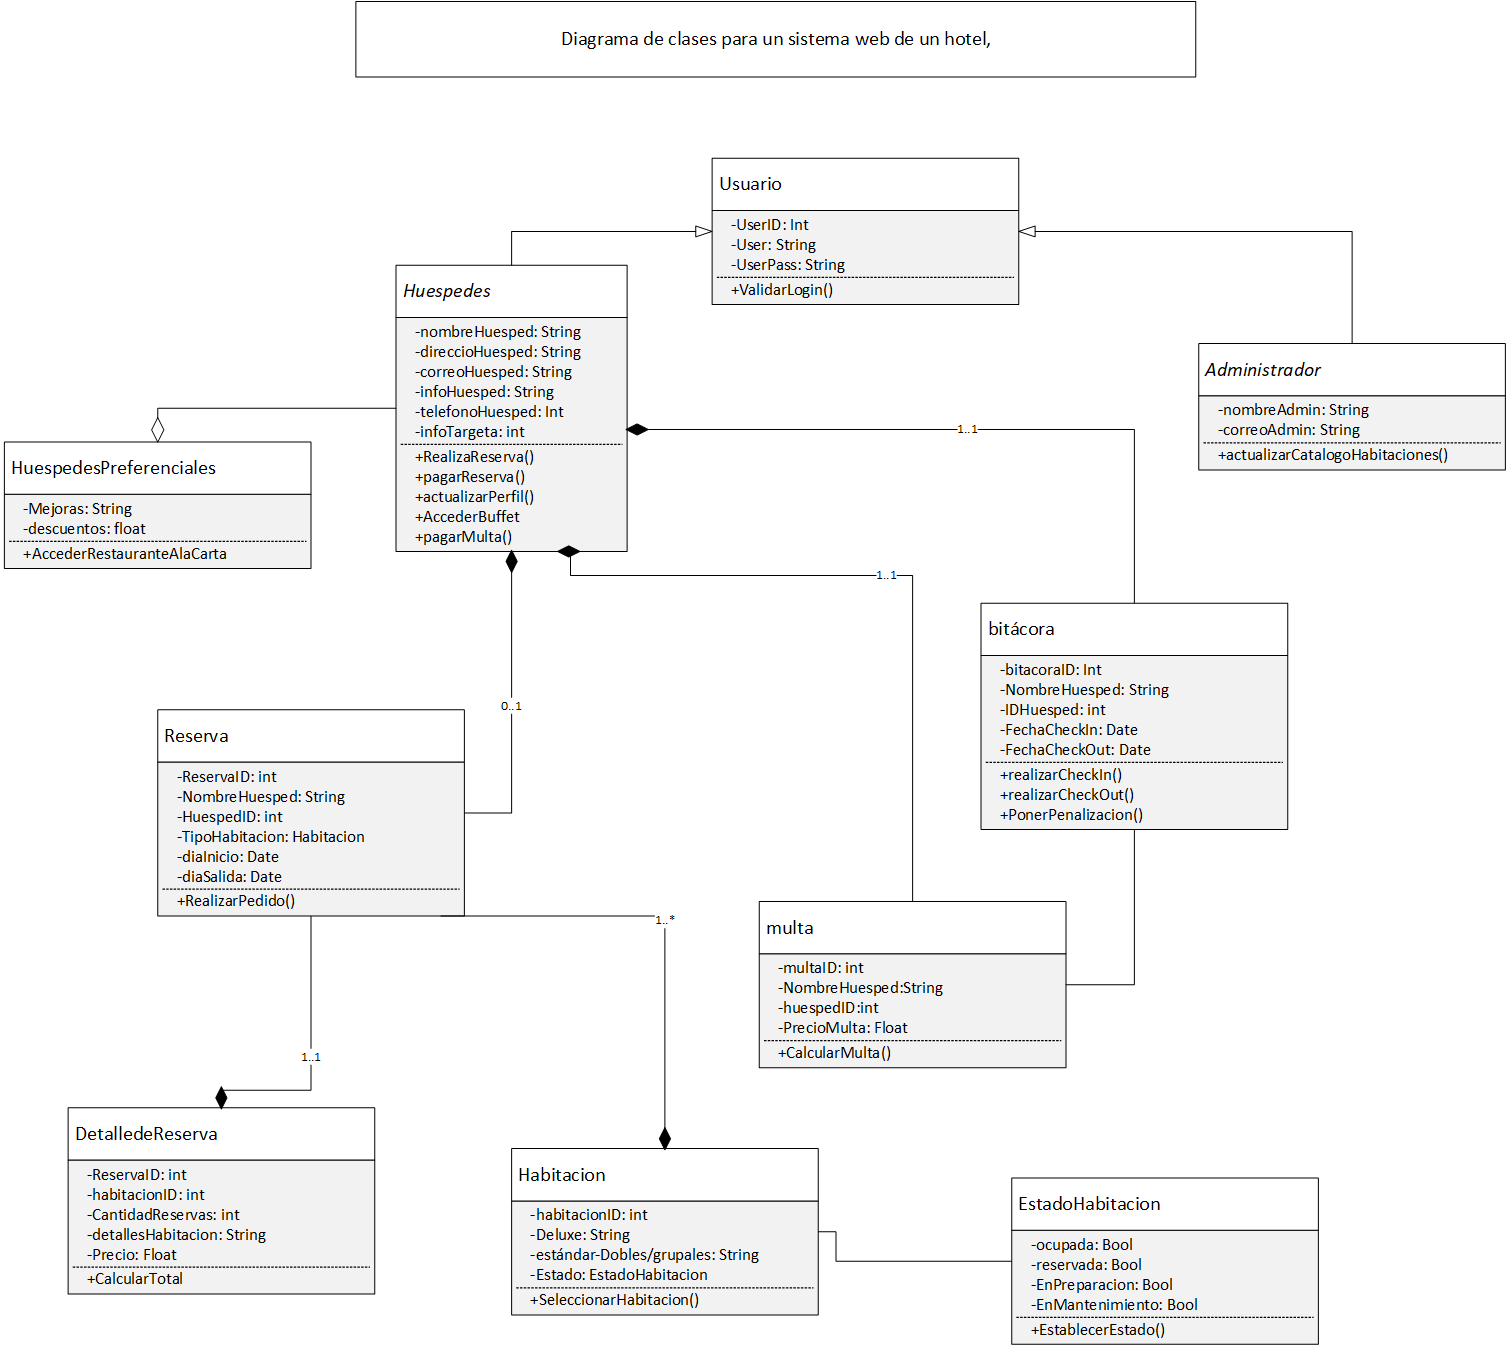 Diagrama de clases para un sistema web de un hotel,
Usuario
-UserID: Int
-User: String
-UserPass: String
+ValidarLogin()
Huespedes
-nombreHuesped: String
-direccioHuesped: String
-correoHuesped: String
-infoHuesped: String
-telefonoHuesped: Int
-infoTargeta: int
+RealizaReserva()
+pagarReserva()
+actualizarPerfil()
+AccederBuffet
+pagarMulta()
Administrador
-nombreAdmin: String
-correoAdmin: String
+actualizarCatalogoHabitaciones()
HuespedesPreferenciales
-Mejoras: String
-descuentos: float
+AccederRestauranteAlaCarta
1..1
1..1
0..1
bitácora
-bitacoraID: Int
-NombreHuesped: String
-IDHuesped: int
-FechaCheckIn: Date
-FechaCheckOut: Date
+realizarCheckIn()
+realizarCheckOut()
+PonerPenalizacion()
Reserva
-ReservaID: int
-NombreHuesped: String
-HuespedID: int
-TipoHabitacion: Habitacion
-diaInicio: Date
-diaSalida: Date
+RealizarPedido()
1..*
multa
-multaID: int
-NombreHuesped:String
-huespedID:int
-PrecioMulta: Float
+CalcularMulta()
1..1
DetalledeReserva
-ReservaID: int
-habitacionID: int
-CantidadReservas: int
-detallesHabitacion: String
-Precio: Float
+CalcularTotal
Habitacion
-habitacionID: int
-Deluxe: String
-estándar-Dobles/grupales: String
-Estado: EstadoHabitacion
+SeleccionarHabitacion()
EstadoHabitacion
-ocupada: Bool
-reservada: Bool
-EnPreparacion: Bool
-EnMantenimiento: Bool
+EstablecerEstado()